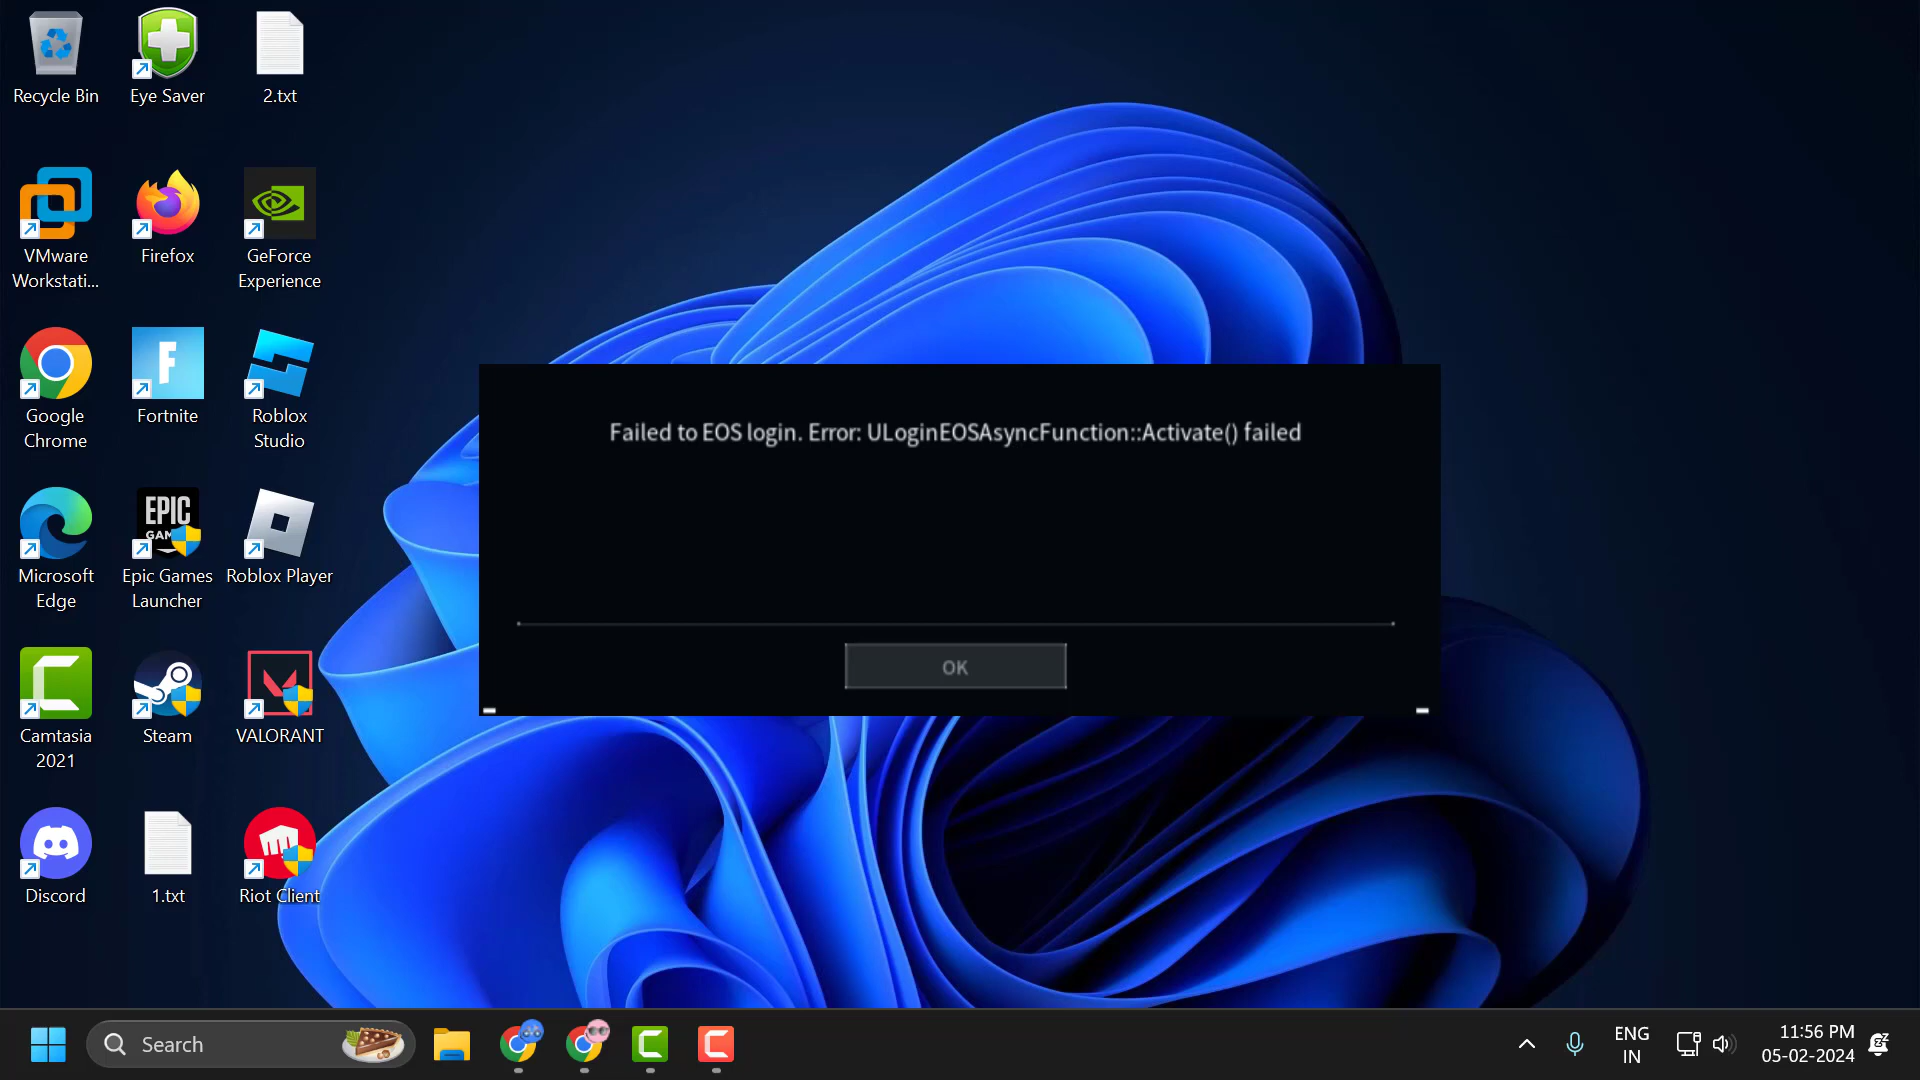 Recycle Bin
Eye Saver
2.txt
VMware
Workstati...
Firefox
GeForce
Experience
Google
Chrome
F
Fortnite
Roblox
Studio
Microsoft
Edge
EPIC
GAM
Epic Games
Launcher
Roblox Player
Camtasia
2021
Steam
VALORANT
Discord
1.txt
Riot Client
Failed to EOS login. Error: ULoginEOSAsyncFunction::Activate() failed
OK
Search
ENG
IN
11:56 PM
05-02-2024